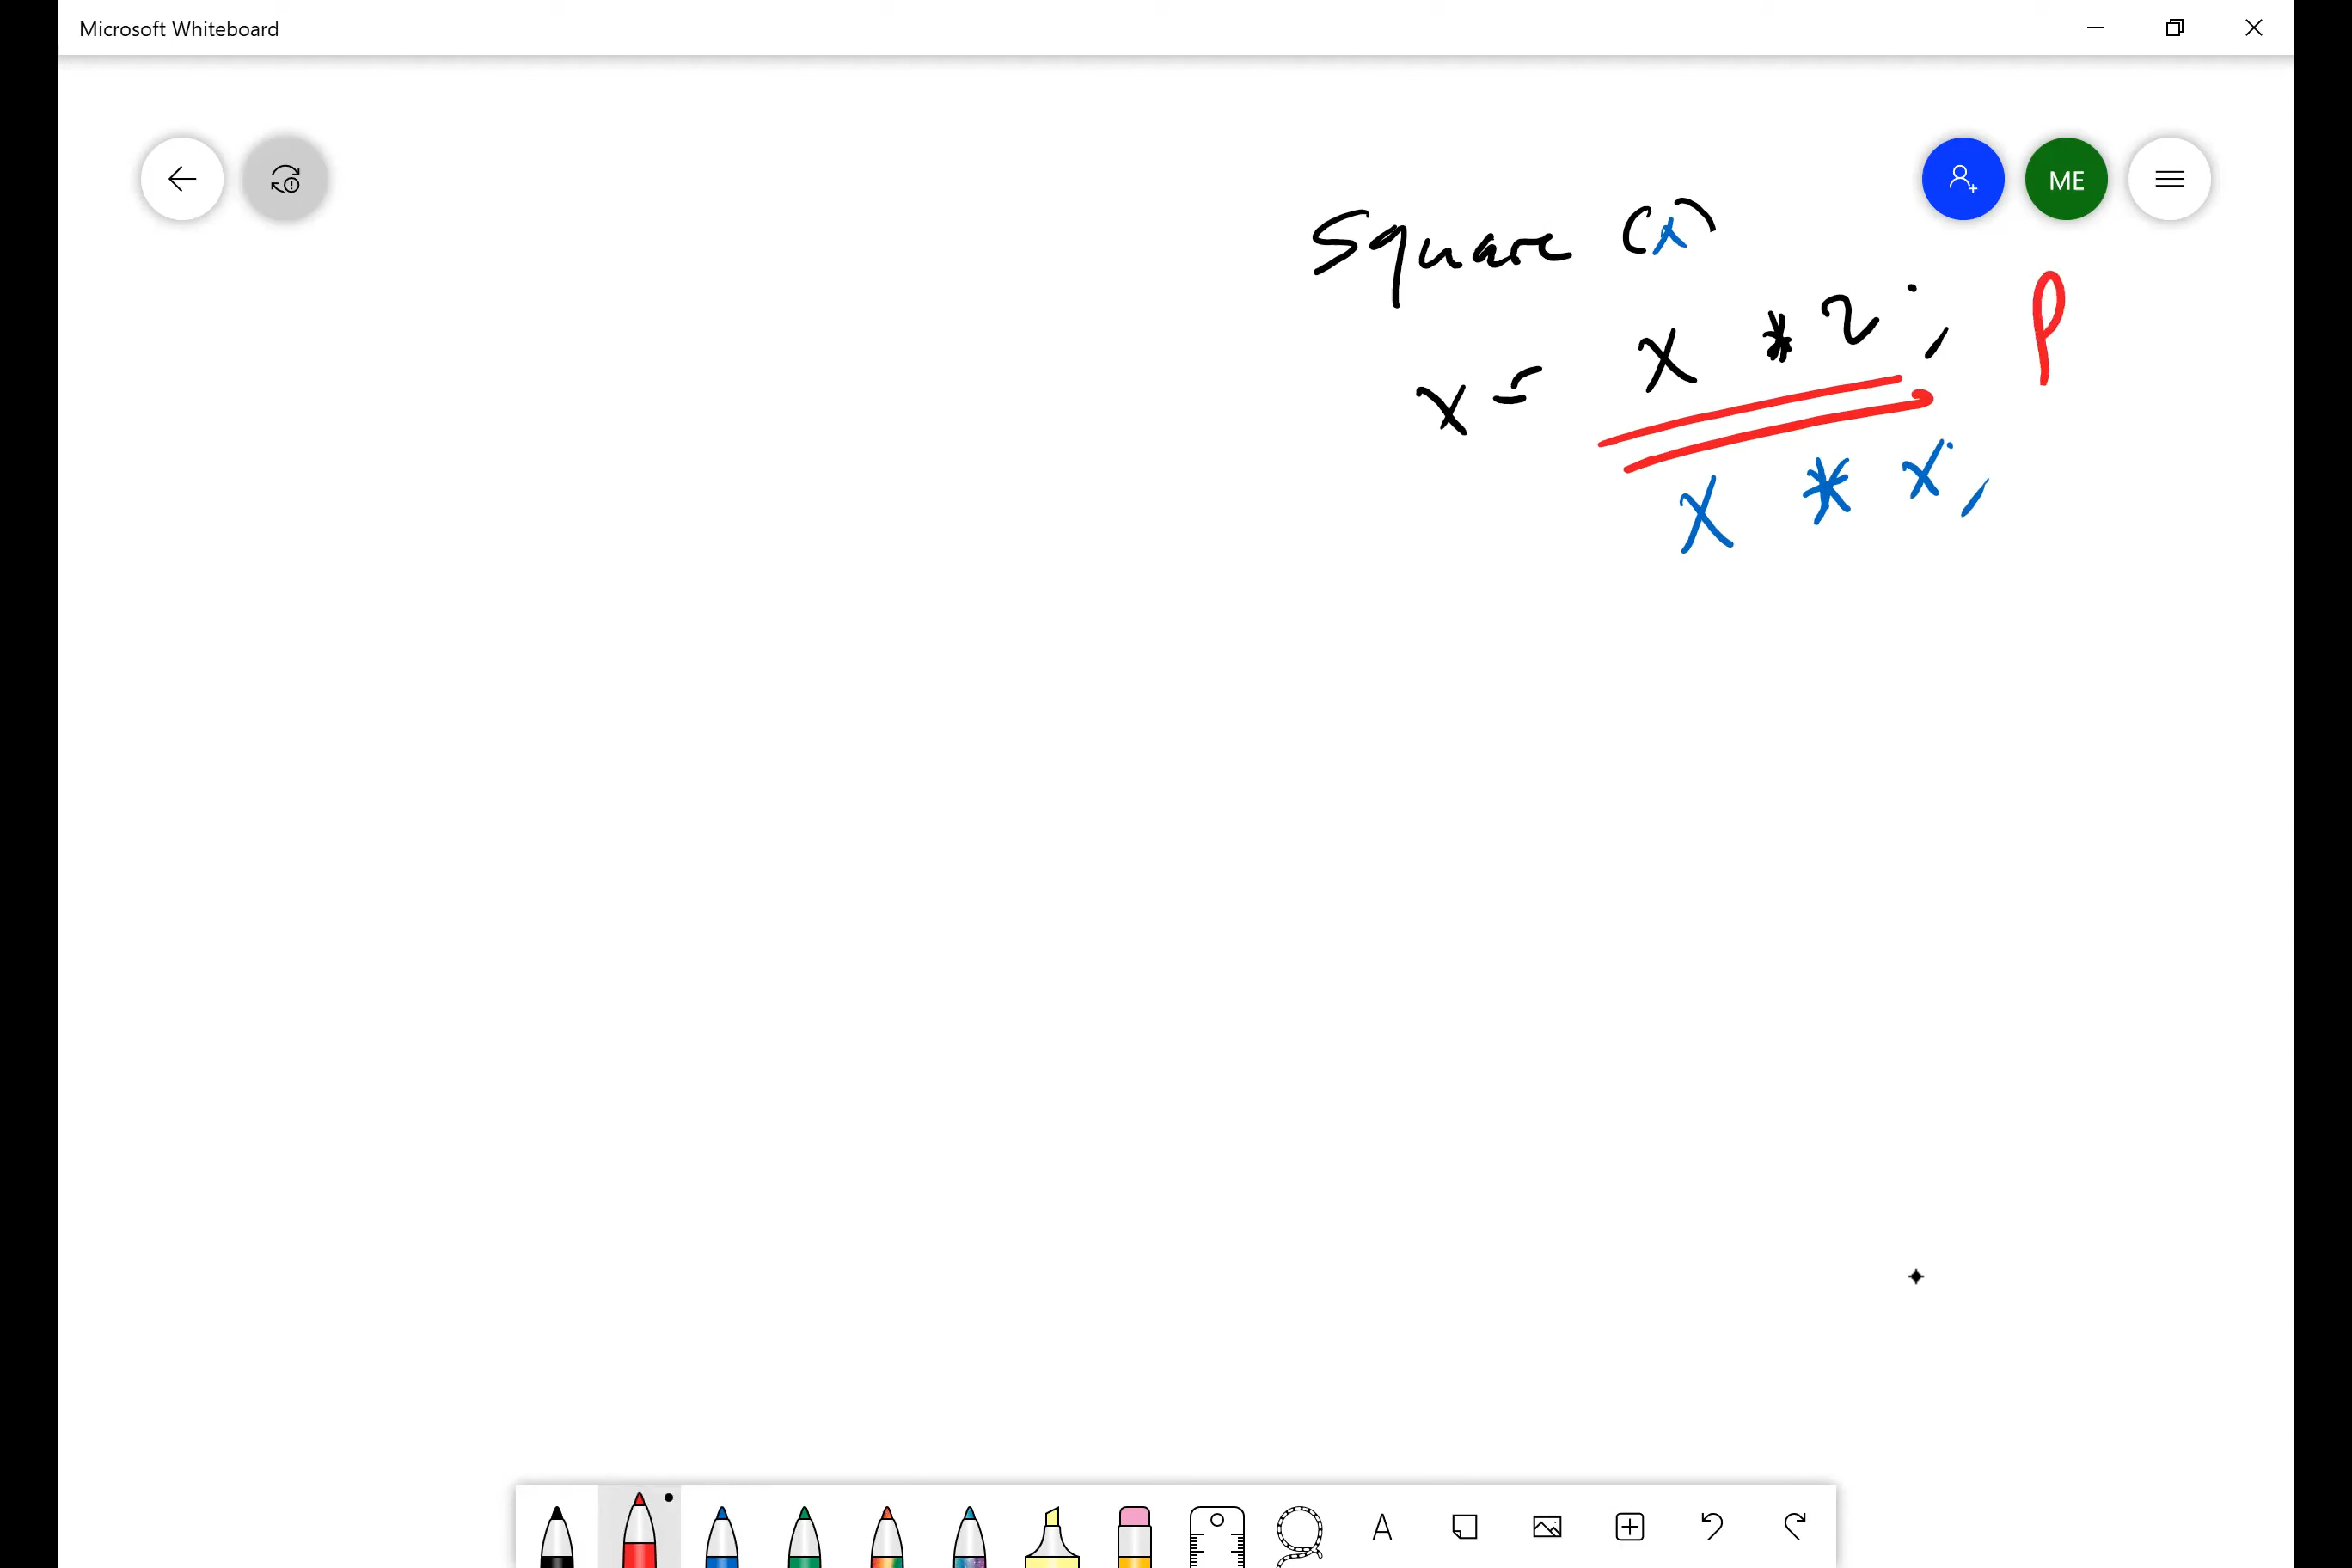 Microsoft Whiteboard
ME
Square (x)
x = x * 2 ; P
x * x ;
A